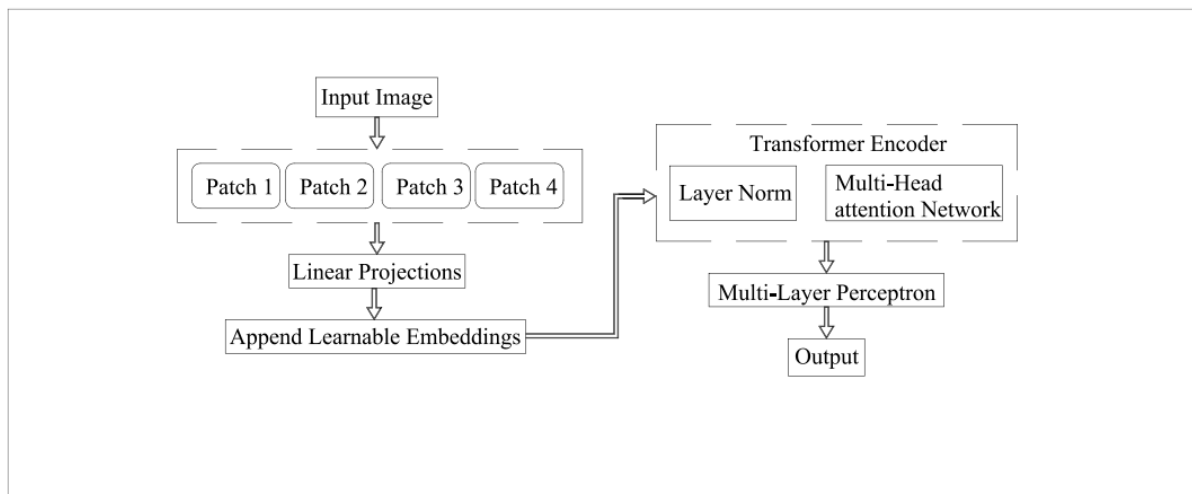 Input Image
Patch 1
Patch 2
Patch 3
Patch 4
Linear Projections
Append Learnable Embeddings
Transformer Encoder
Layer Norm
Multi-Head
attention Network
Multi-Layer Perceptron
Output